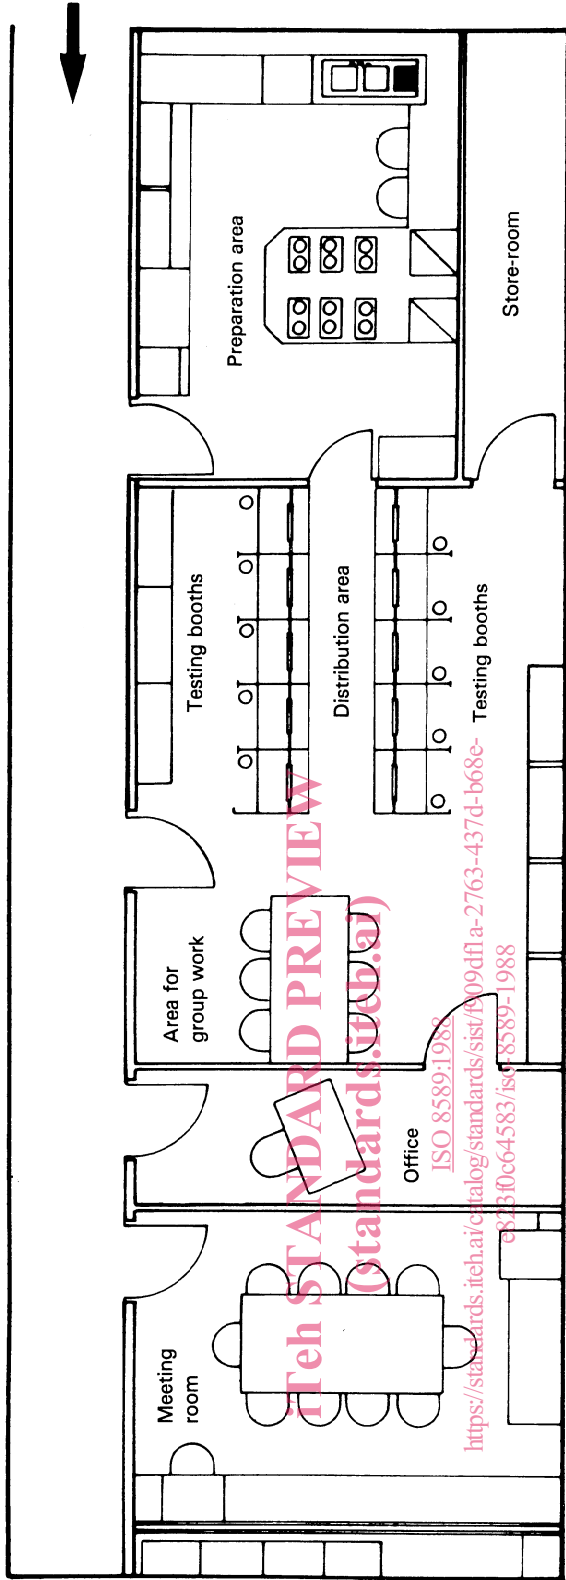 Preparation area
Store-room
Testing booths
Distribution area
Testing booths
Area for
group work
Office
Meeting
room
iTeh STANDARD PREVIEW
(standards.iteh.ai)
ISO 8589:1988
https://standards.iteh.ai/catalog/standards/sist/f909df1a-2763-437d-b68e-
e823f0c64583/iso-8589-1988